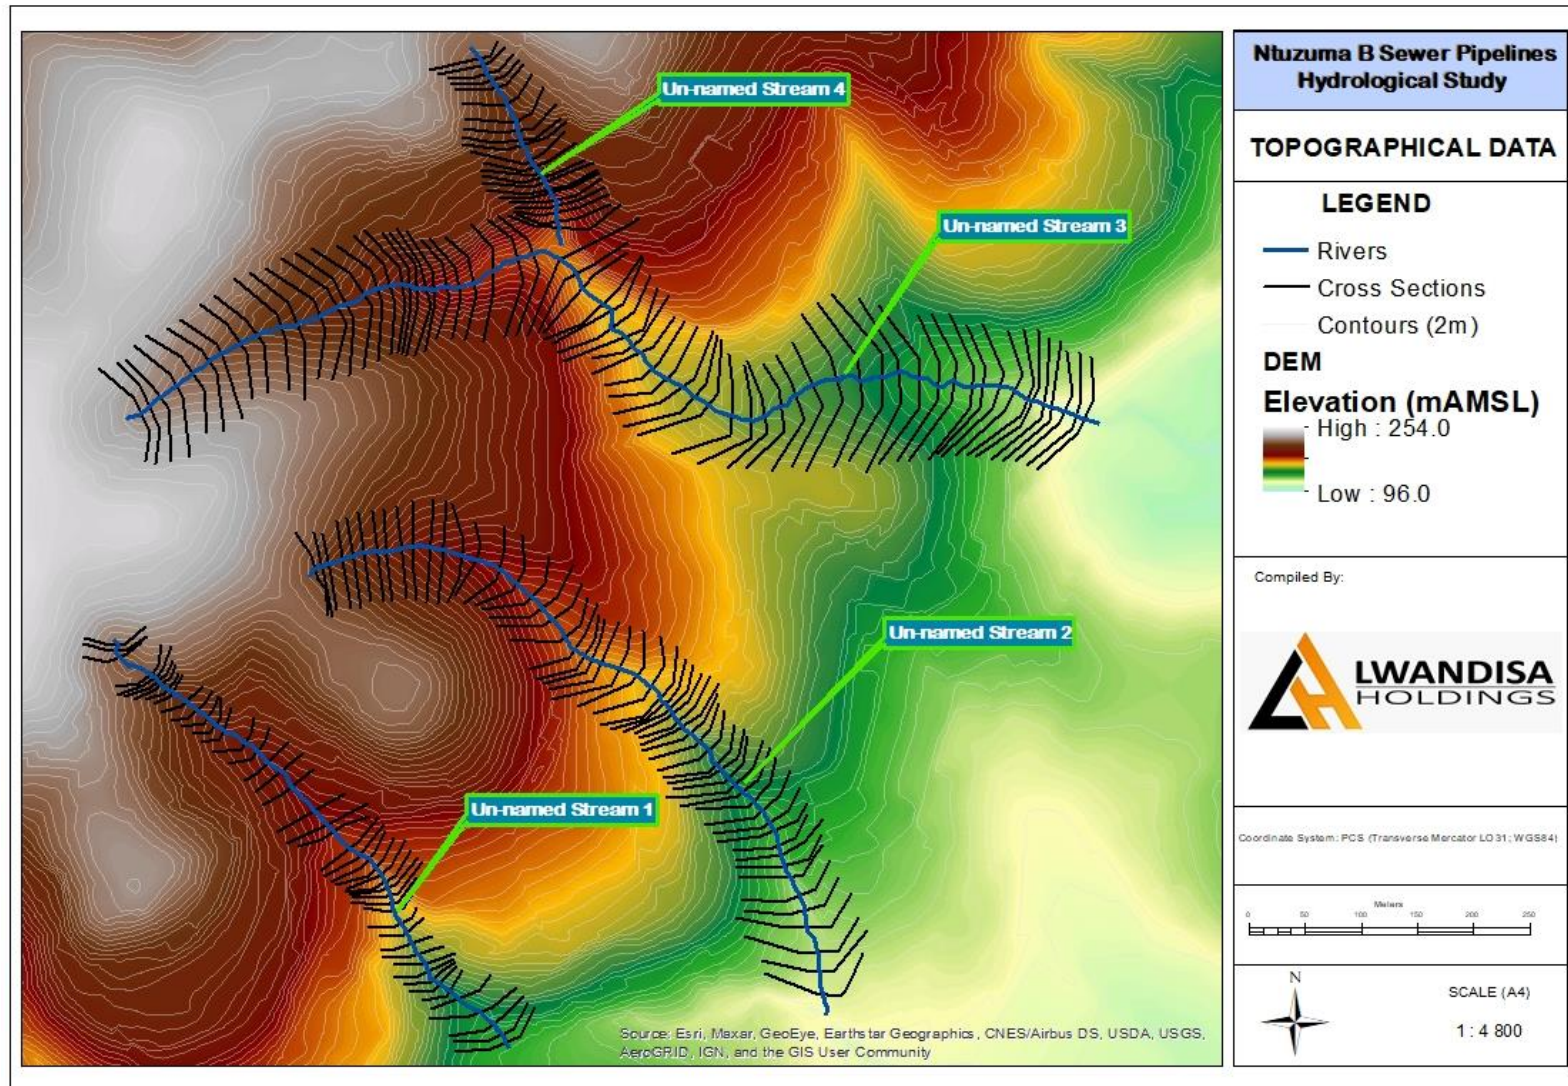 Un-named Stream 4
Un-named Stream 3
Un-named Stream 2
Un-named Stream 1
Source: Esri, Maxar, GeoEye, Earthstar Geographics, CNES/Airbus DS, USDA, USGS,
AeroGRID, IGN, and the GIS User Community
Ntuzuma B Sewer Pipelines
Hydrological Study
TOPOGRAPHICAL DATA
LEGEND
Rivers
Cross Sections
Contours (2m)
DEM
Elevation (mAMSL)
High : 254.0
Low : 96.0
Compiled By:
LWANDISA
HOLDINGS
Coordinate System: PCS (Transverse Mercator LO31; WGS84)
Meters
0 50 100 150 200 250
N
SCALE (A4)
1 : 4 800